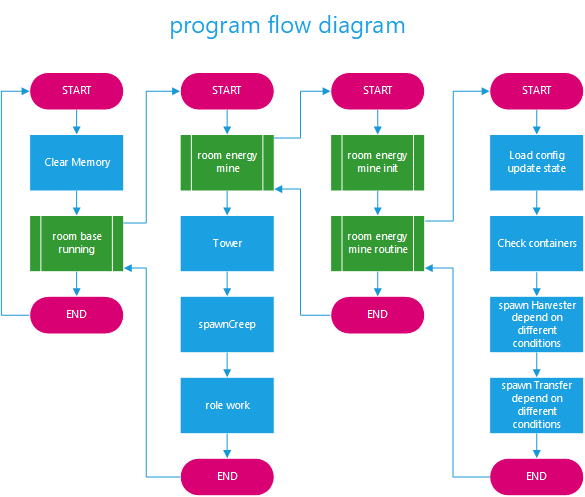 program flow diagram
START
Clear Memory
room base
running
END
START
room energy
mine
Tower
spawnCreep
role work
END
START
room energy
mine init
room energy
mine routine
END
START
Load config
update state
Check containers
spawn Harvester
depend on
different
conditions
spawn Transfer
depend on
different
conditions
END